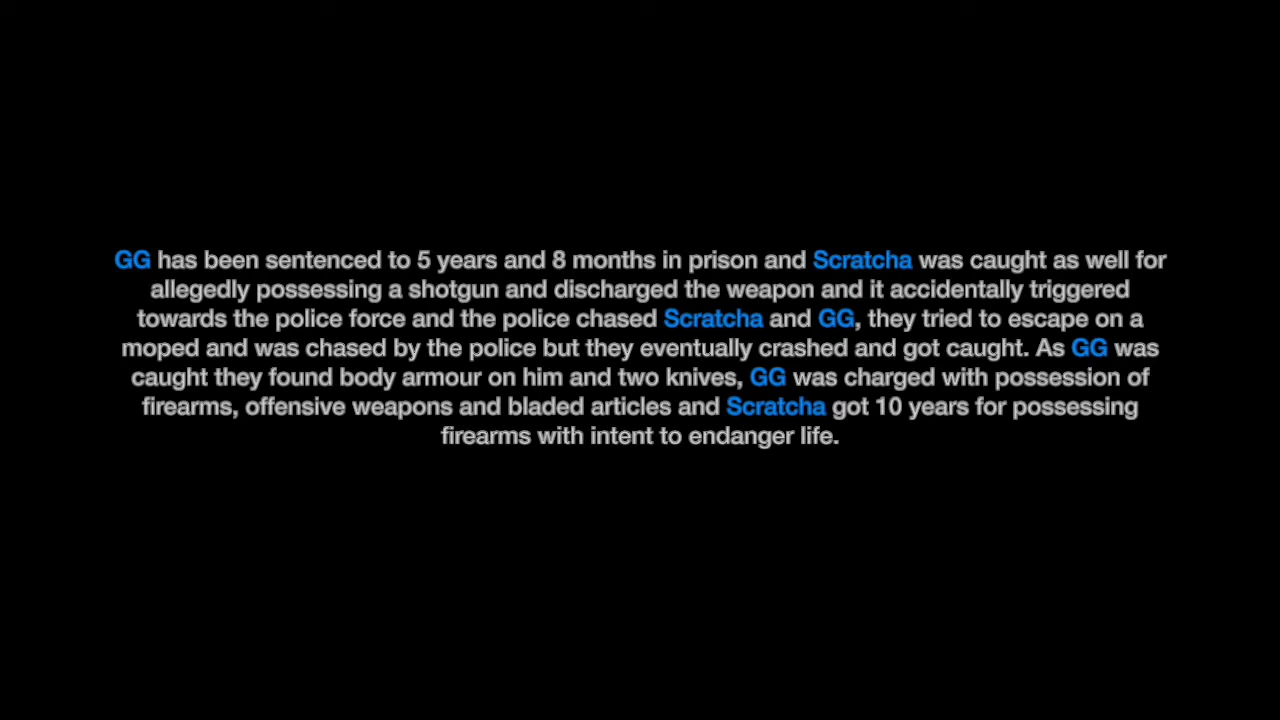 GG has been sentenced to 5 years and 8 months in prison and Scratcha was caught as well for
allegedly possessing a shotgun and discharged the weapon and it accidentally triggered
towards the police force and the police chased Scratcha and GG, they tried to escape on a
moped and was chased by the police but they eventually crashed and got caught. As GG was
caught they found body armour on him and two knives, GG was charged with possession of
firearms, offensive weapons and bladed articles and Scratcha got 10 years for possessing
firearms with intent to endanger life.